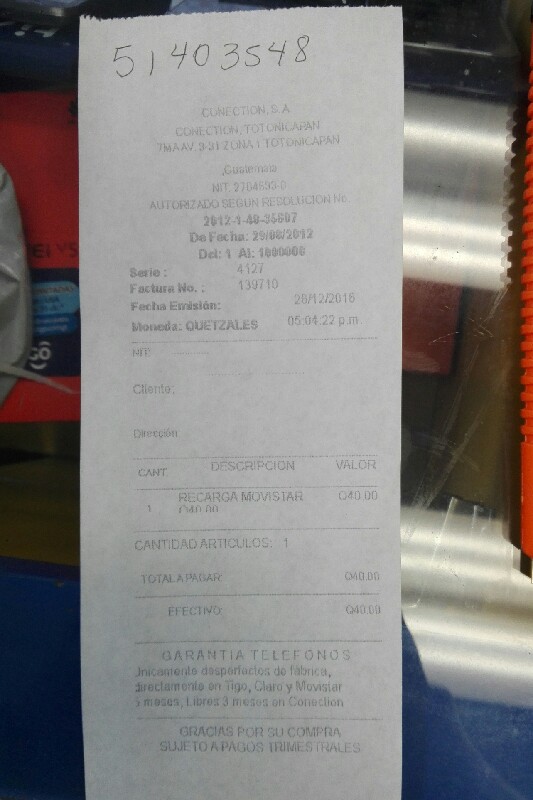 51403548
CONECTION, S.A
CONECTION, TOTONICAPAN
7MA AV. 9-31 ZONA 1 TOTONICAPAN
,Guatemala
NIT: 2704633-0
AUTORIZADO SEGUN RESOLUCION No.
2012-1-48-35607
De Fecha: 29/08/2012
Del: 1 Al: 1000000
Serie : 4127
Factura No. : 139710
Fecha Emisión: 28/12/2016
Moneda: QUETZALES 05:04:22 p.m.
NIT:
Cliente:
Dirección:
CANT DESCRIPCION VALOR
1 RECARGA MOVISTAR Q40.00
Q40.00
CANTIDAD ARTICULOS: 1
TOTAL A PAGAR: Q40.00
EFECTIVO: Q40.00
GARANTIA TELEFONOS
Unicamente desperfectos de fábrica,
directamente en Tigo, Claro y Movistar
meses, Libres 3 meses en Conection
GRACIAS POR SU COMPRA
SUJETO A PAGOS TRIMESTRALES